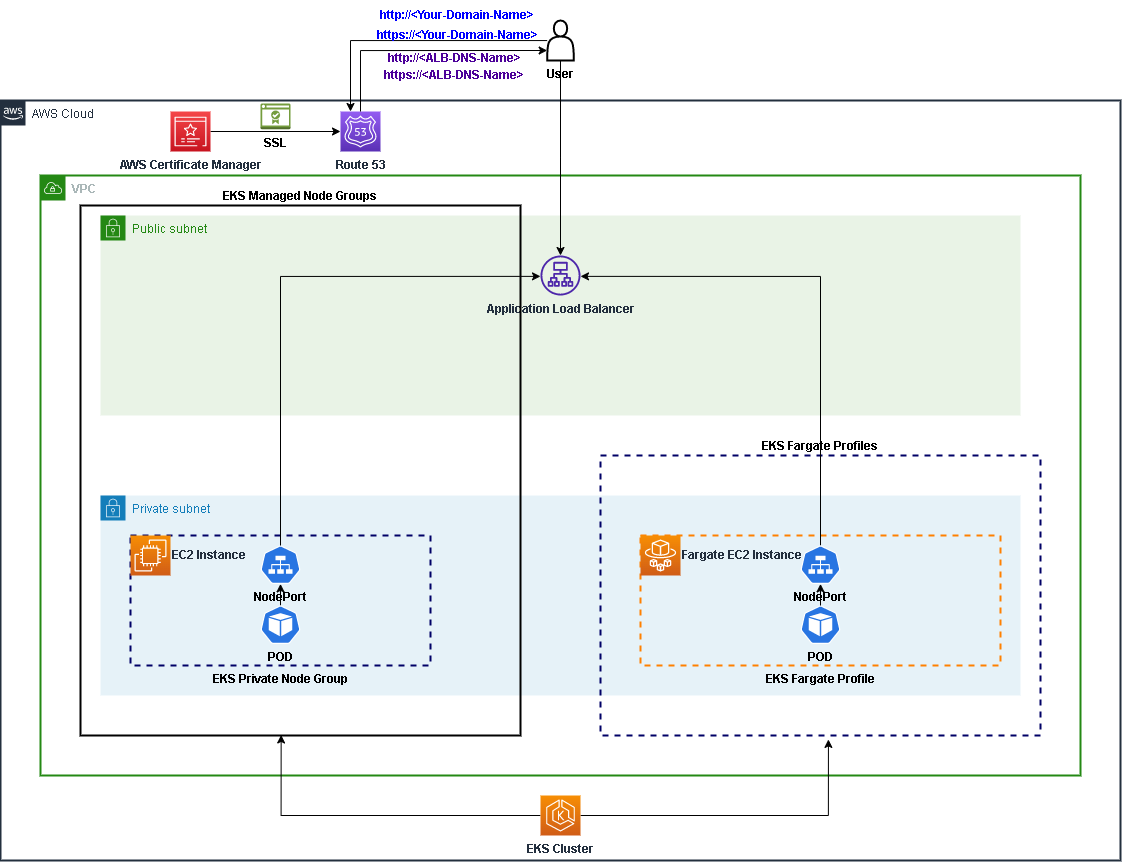 http://<Your-Domain-Name>
https://<Your-Domain-Name>
http://<ALB-DNS-Name>
https://<ALB-DNS-Name>
User
aws
AWS Cloud
SSL
53
AWS Certificate Manager
Route 53
VPC
EKS Managed Node Groups
Public subnet
Application Load Balancer
EKS Fargate Profiles
Private subnet
EC2 Instance
Fargate EC2 Instance
NodePort
NodePort
POD
POD
EKS Private Node Group
EKS Fargate Profile
K
EKS Cluster